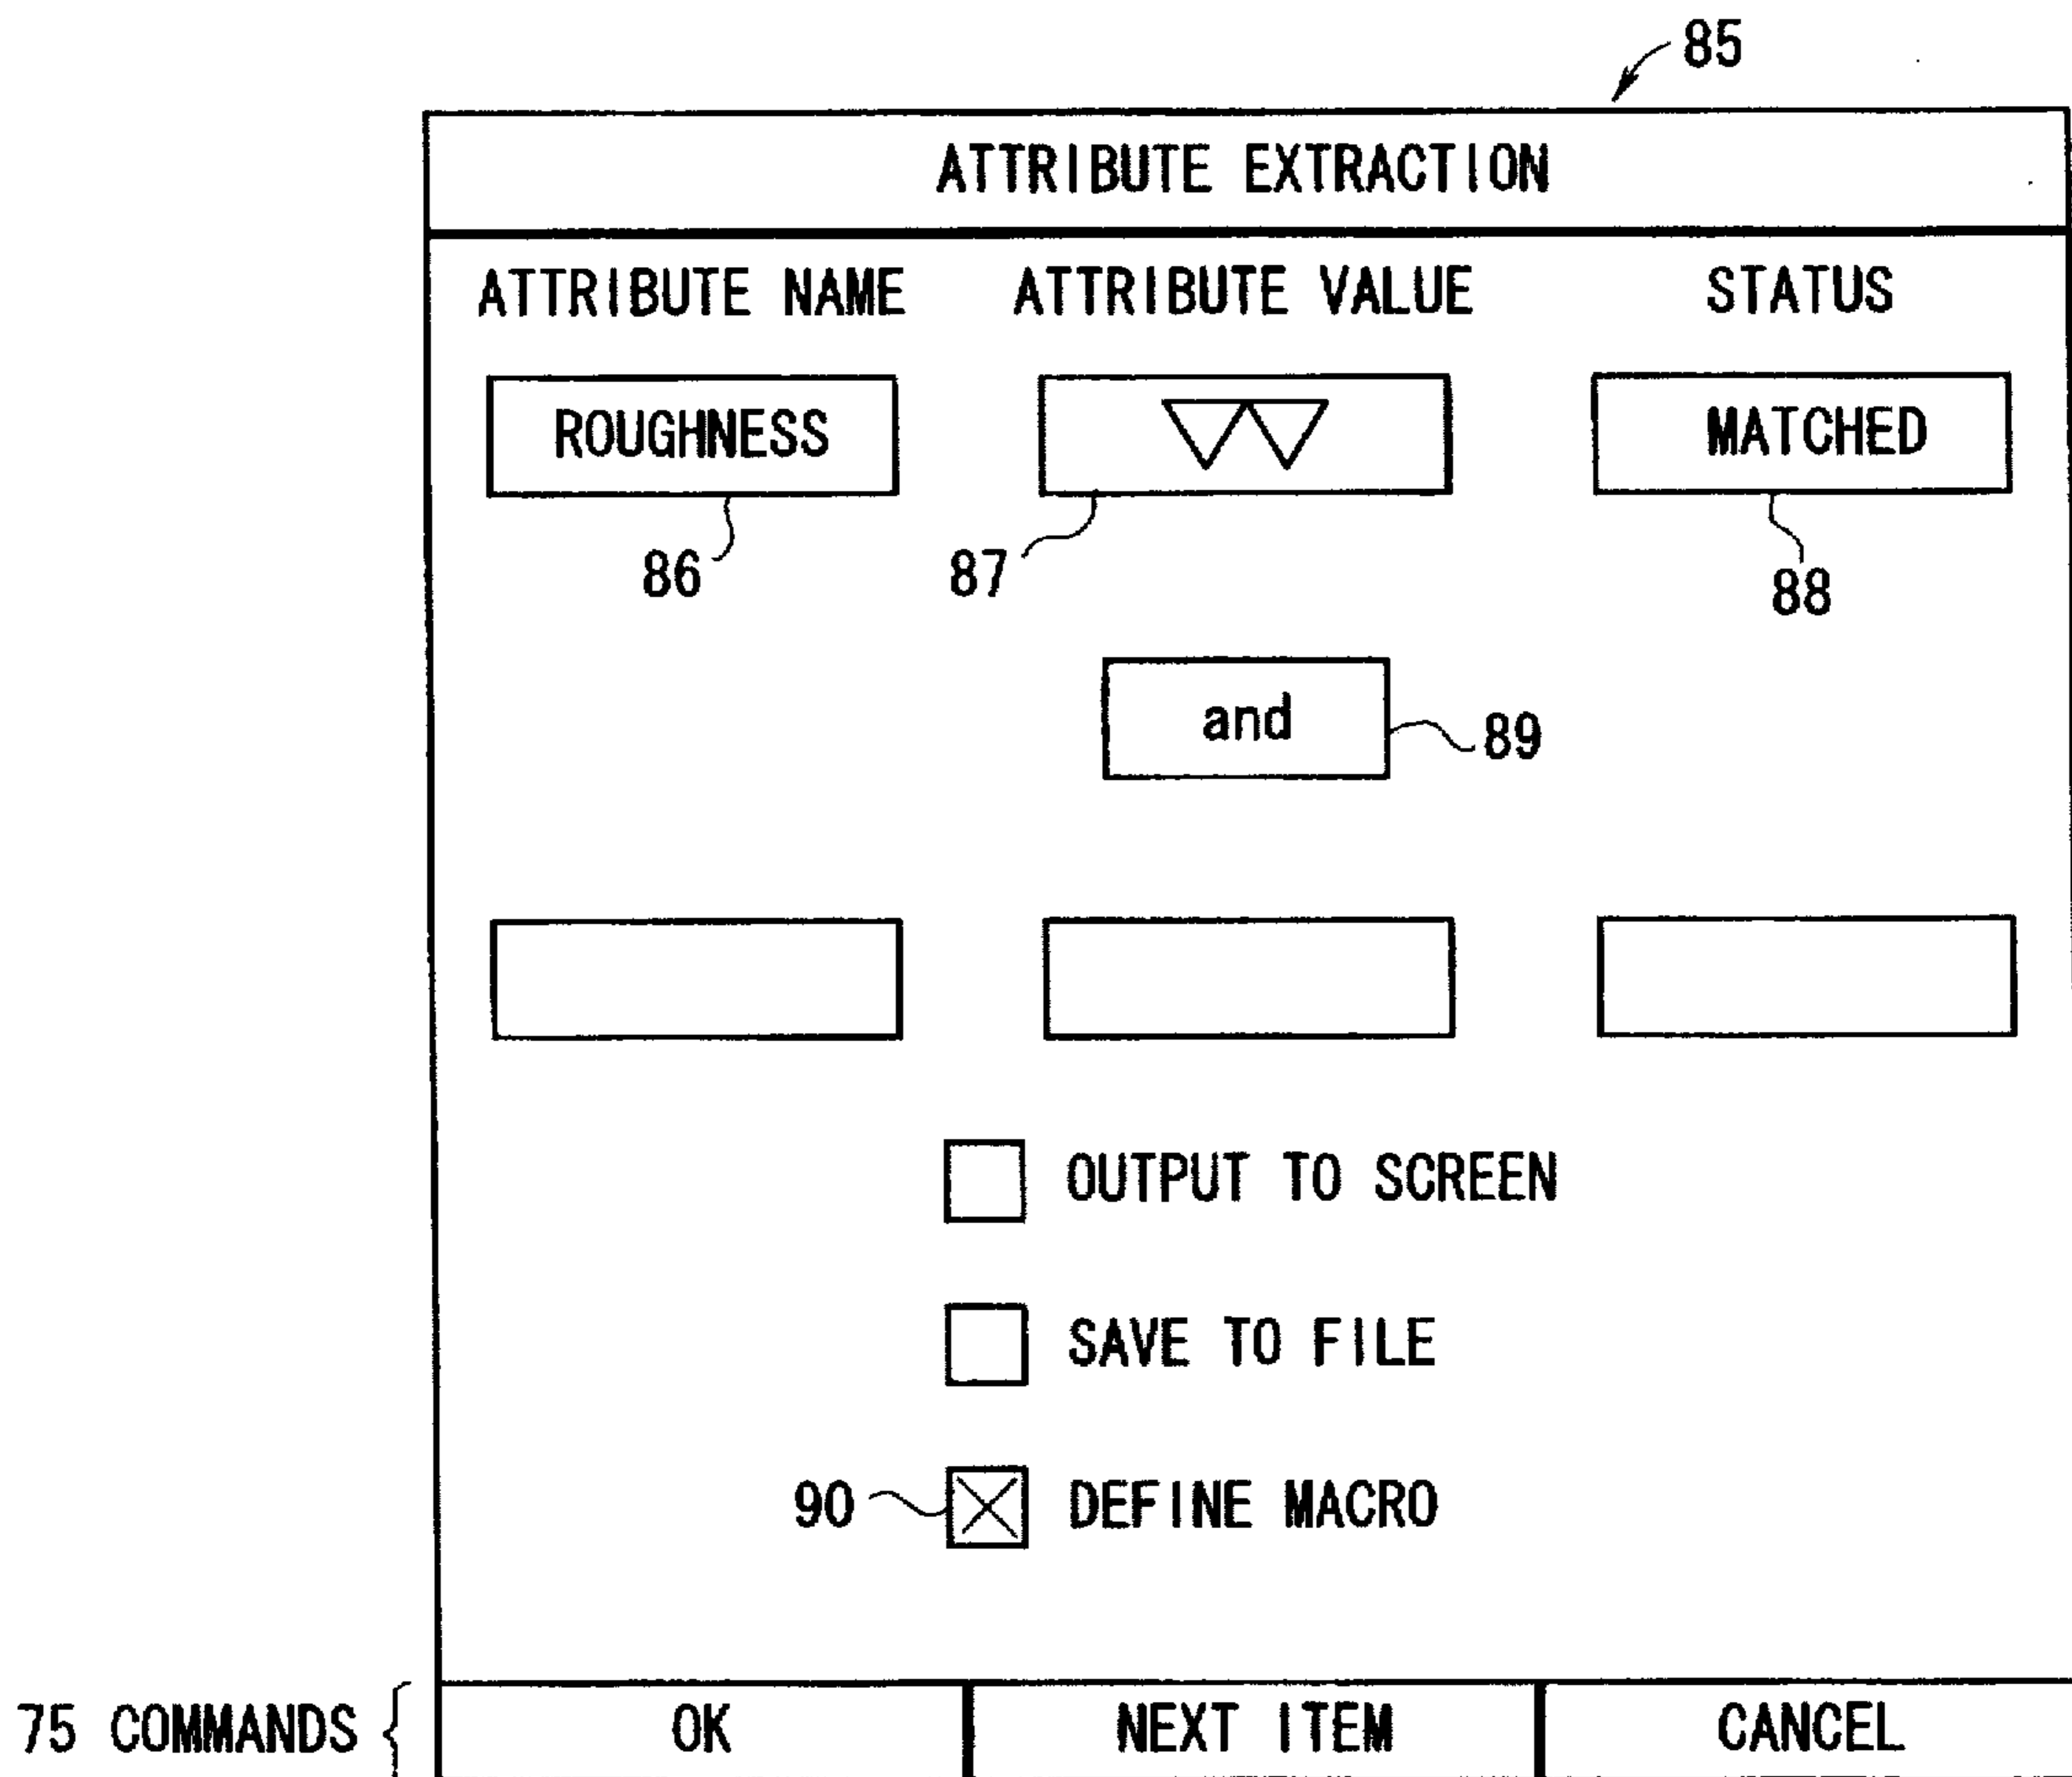 85
ATTRIBUTE EXTRACTION
ATTRIBUTE NAME ATTRIBUTE VALUE STATUS
ROUGHNESS MATCHED
86 87 88
and 89
OUTPUT TO SCREEN
SAVE TO FILE
90 DEFINE MACRO
75 COMMANDS { OK NEXT ITEM CANCEL